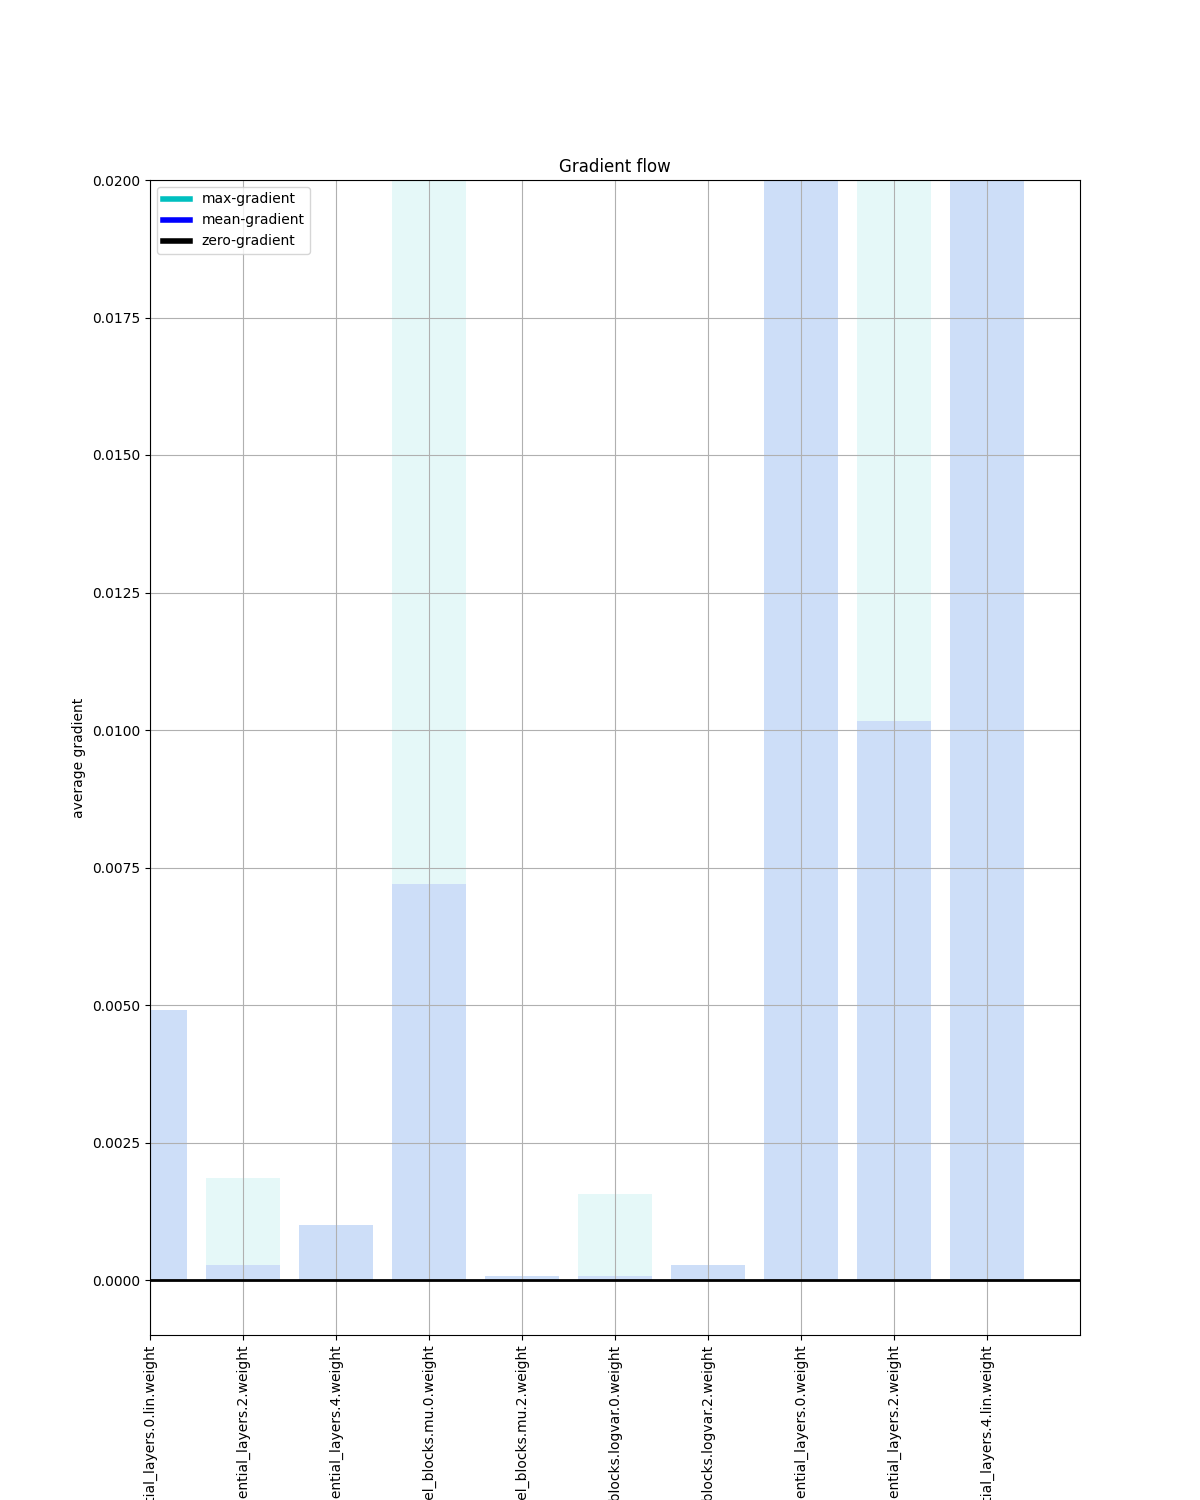 Gradient flow
max-gradient
mean-gradient
zero-gradient
0.0200
0.0175
0.0150
0.0125
0.0100
0.0075
0.0050
0.0025
0.0000
average gradient
tial_layers.0.lin.weight
ential_layers.2.weight
ential_layers.4.weight
el_blocks.mu.0.weight
el_blocks.mu.2.weight
blocks.logvar.0.weight
blocks.logvar.2.weight
ential_layers.0.weight
ential_layers.2.weight
tial_layers.4.lin.weight